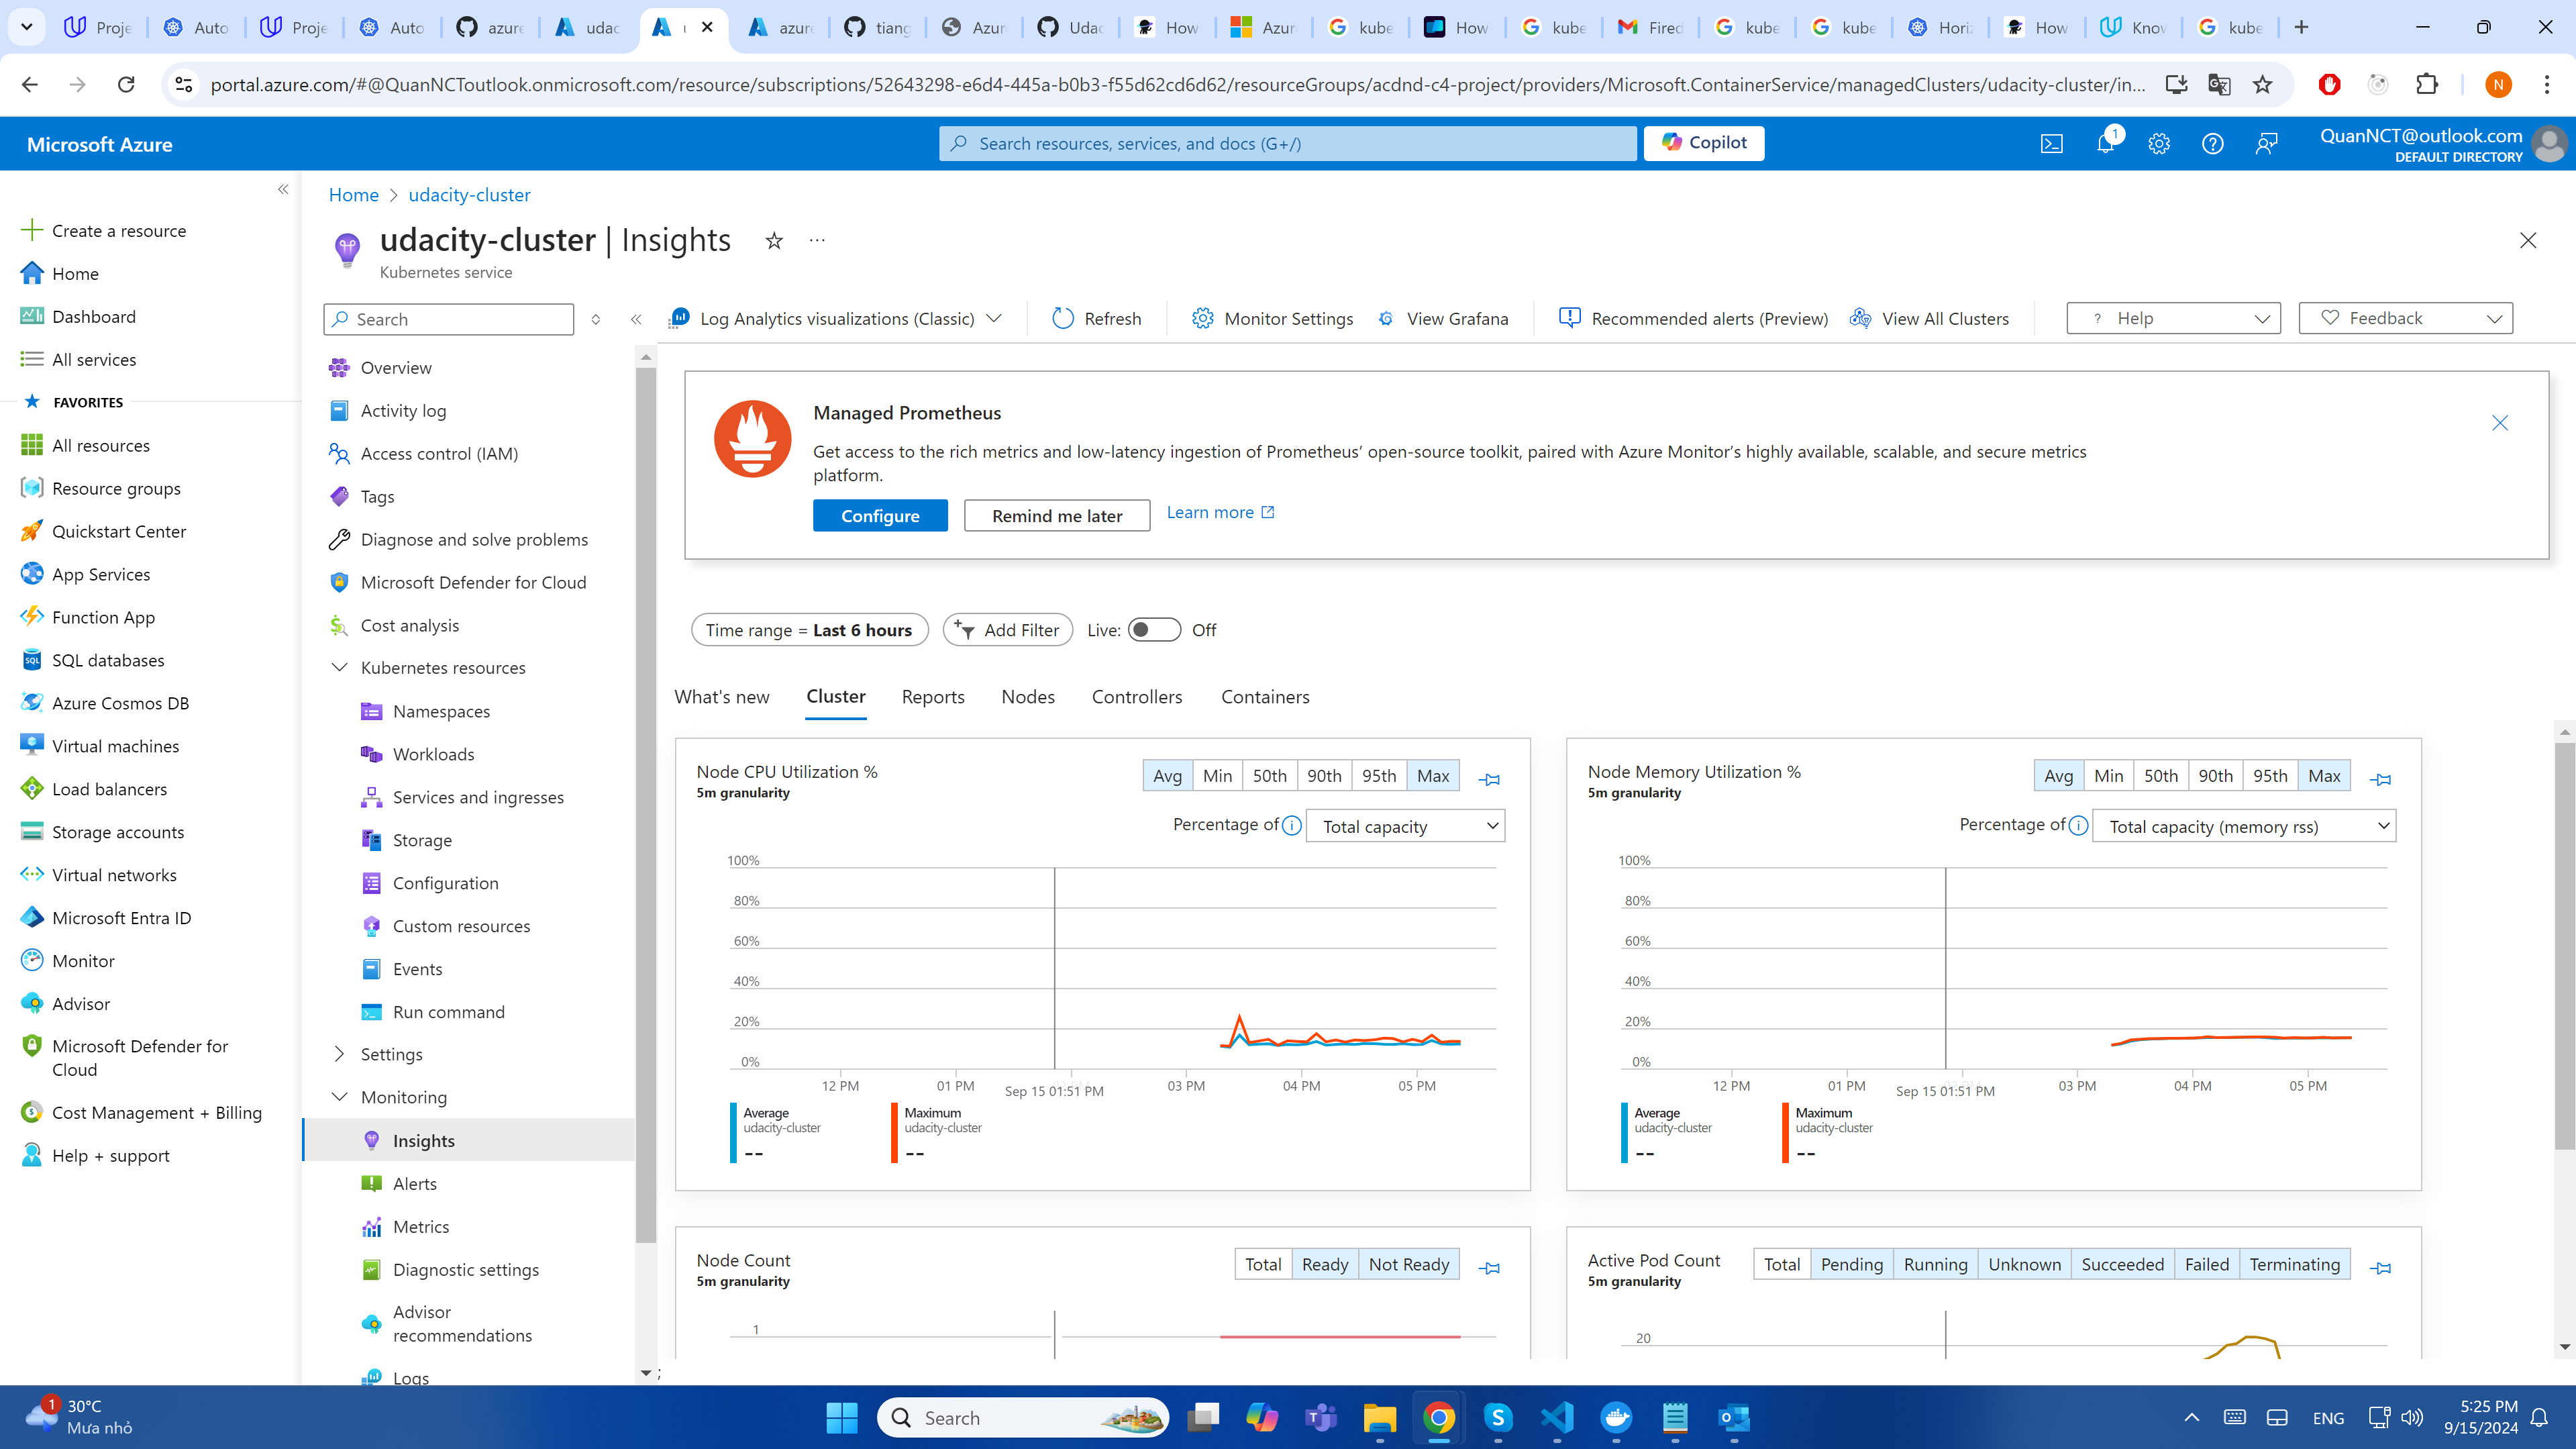 Proje
Auto
Proje
Auto
azure
udac
u
azure
tiang
Azur
Udac
How
Azur
kube
How
kube
Fired
kube
kube
Horiz
How
Know
kube
portal.azure.com/#@QuanNCToutlook.onmicrosoft.com/resource/subscriptions/52643298-e6d4-445a-b0b3-f55d62cd6d62/resourceGroups/acdnd-c4-project/providers/Microsoft.ContainerService/managedClusters/udacity-cluster/in...
N
Microsoft Azure
Search resources, services, and docs (G+/)
Copilot
1
QuanNCT@outlook.com
DEFAULT DIRECTORY
Create a resource
Home
Dashboard
All services
FAVORITES
All resources
Resource groups
Quickstart Center
App Services
Function App
SQL databases
Azure Cosmos DB
Virtual machines
Load balancers
Storage accounts
Virtual networks
Microsoft Entra ID
Monitor
Advisor
Microsoft Defender for
Cloud
Cost Management + Billing
Help + support
Home > udacity-cluster
udacity-cluster | Insights
Kubernetes service
Search
Overview
Activity log
Access control (IAM)
Tags
Diagnose and solve problems
Microsoft Defender for Cloud
Cost analysis
Kubernetes resources
Namespaces
Workloads
Services and ingresses
Storage
Configuration
Custom resources
Events
Run command
Settings
Monitoring
Insights
Alerts
Metrics
Diagnostic settings
Advisor
recommendations
Logs
Log Analytics visualizations (Classic)
Refresh
Monitor Settings
View Grafana
Recommended alerts (Preview)
View All Clusters
? Help
Feedback
Managed Prometheus
Get access to the rich metrics and low-latency ingestion of Prometheus’ open-source toolkit, paired with Azure Monitor’s highly available, scalable, and secure metrics
platform.
Configure
Remind me later
Learn more
Time range = Last 6 hours
Add Filter
Live: Off
What's new
Cluster
Reports
Nodes
Controllers
Containers
Node CPU Utilization %
5m granularity
Avg Min 50th 90th 95th Max
Percentage of
Total capacity
100%
80%
60%
40%
20%
0%
12 PM
01 PM
Sep 15 01:51 PM
03 PM
04 PM
05 PM
Average
udacity-cluster
--
Maximum
udacity-cluster
--
Node Memory Utilization %
5m granularity
Avg Min 50th 90th 95th Max
Percentage of
Total capacity (memory rss)
100%
80%
60%
40%
20%
0%
12 PM
01 PM
Sep 15 01:51 PM
03 PM
04 PM
05 PM
Average
udacity-cluster
--
Maximum
udacity-cluster
--
Node Count
5m granularity
Total Ready Not Ready
1
Active Pod Count
5m granularity
Total Pending Running Unknown Succeeded Failed Terminating
20
;
1
30°C
Mưa nhỏ
Search
ENG
5:25 PM
9/15/2024